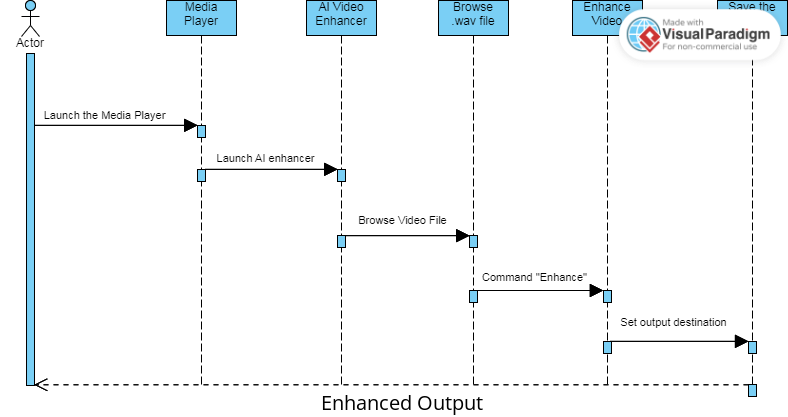 Media
Player
AI Video
Enhancer
Browse
.wav file
Enhance
Video
Save the
Made with
Visual Paradigm
For non-commercial use
Actor
Launch the Media Player
Launch AI enhancer
Browse Video File
Command "Enhance"
Set output destination
Enhanced Output